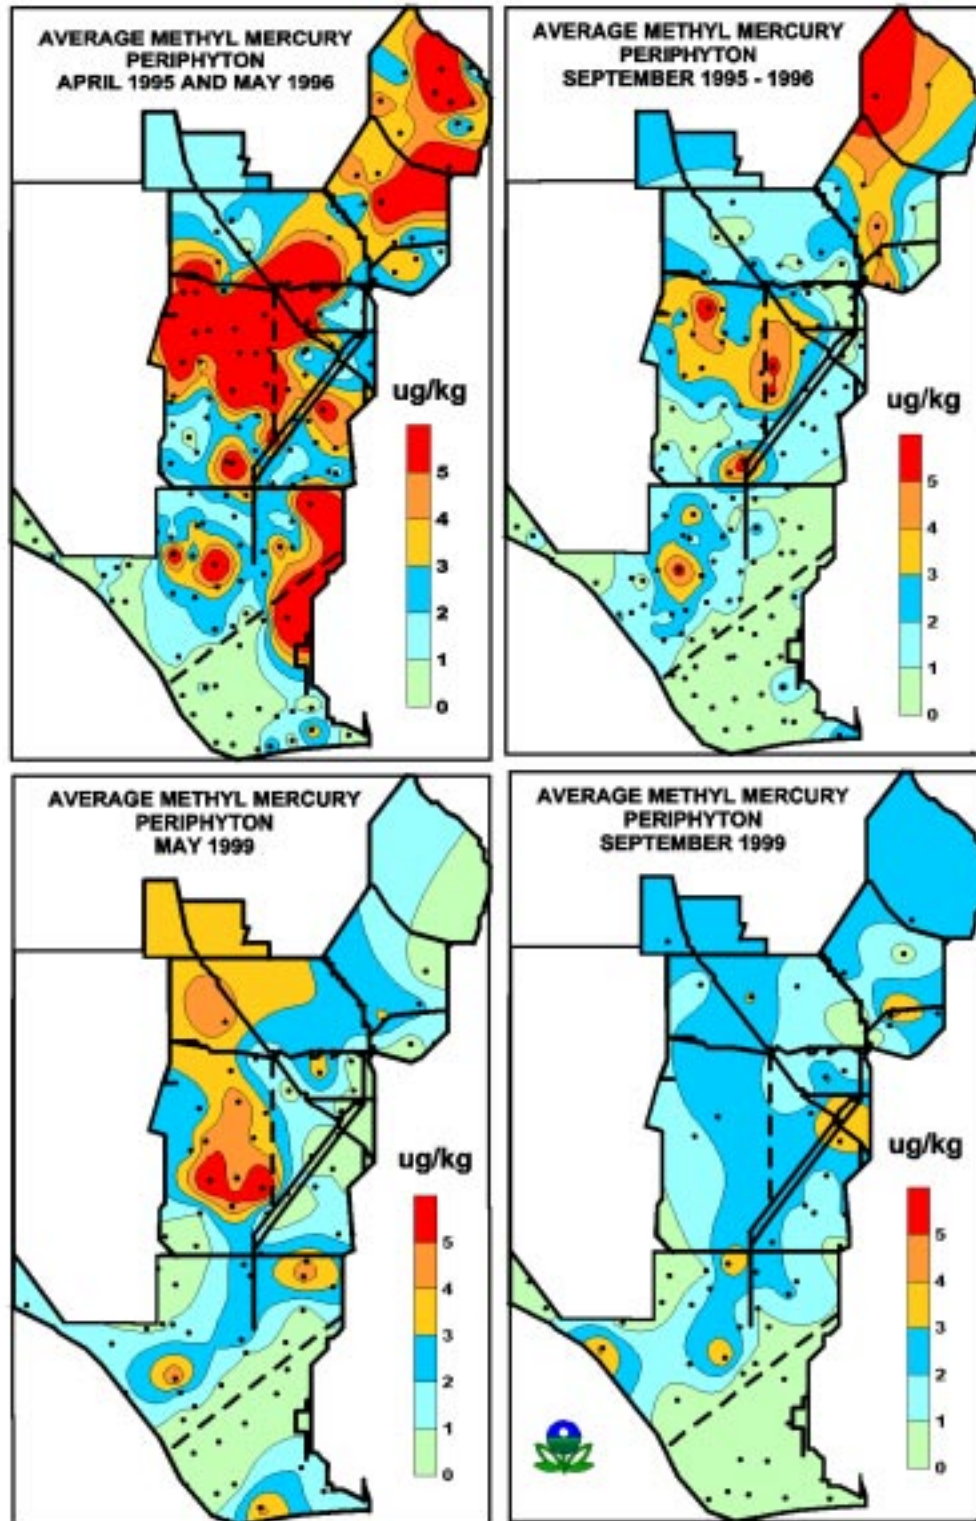 AVERAGE METHYL MERCURY
PERIPHYTON
APRIL 1995 AND MAY 1996
ug/kg
5
4
3
2
1
0
AVERAGE METHYL MERCURY
PERIPHYTON
SEPTEMBER 1995 - 1996
ug/kg
5
4
3
2
1
0
AVERAGE METHYL MERCURY
PERIPHYTON
MAY 1999
ug/kg
5
4
3
2
1
0
AVERAGE METHYL MERCURY
PERIPHYTON
SEPTEMBER 1999
ug/kg
5
4
3
2
1
0